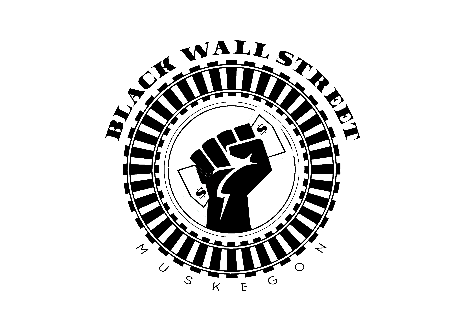 BLACK WALL STREET
$
$
MUSKEGON